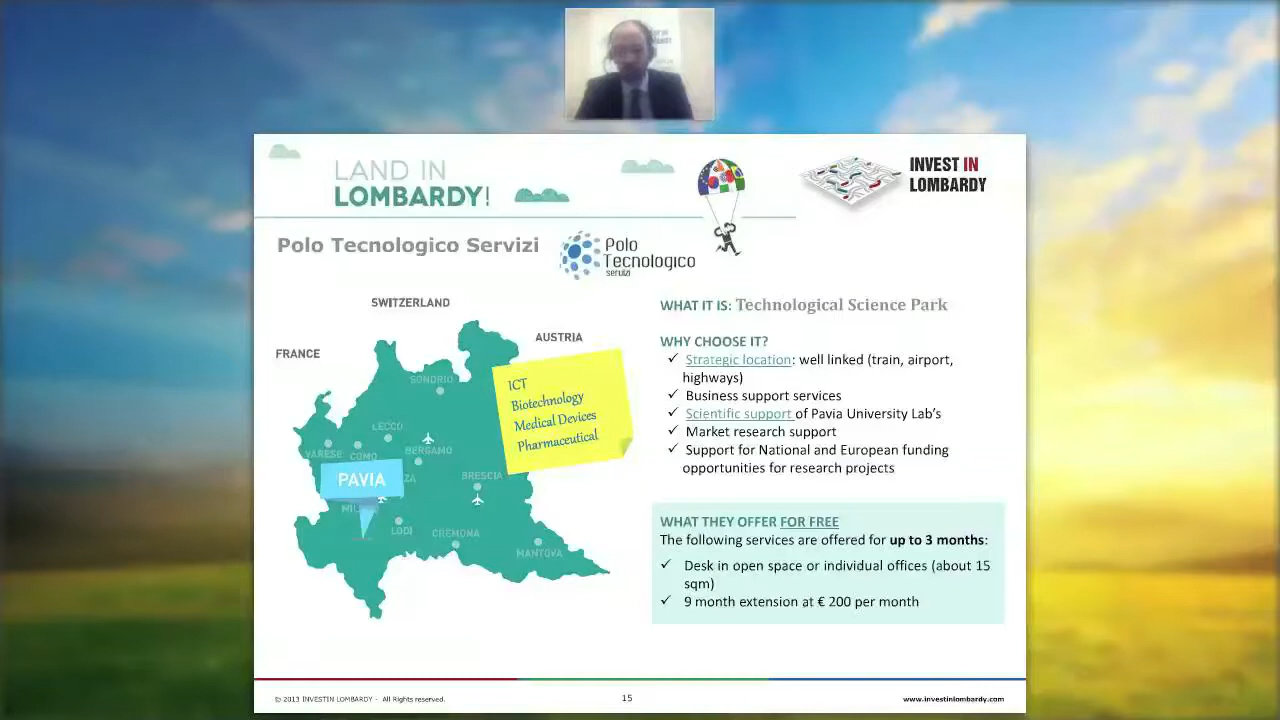 LAND IN
LOMBARDY!
INVEST IN
LOMBARDY
Polo Tecnologico Servizi
Polo
Tecnologico
servizi
SWITZERLAND
AUSTRIA
FRANCE
SONDRIO
LECCO
VARESE
COMO
BERGAMO
PAVIA
BRESCIA
LODI
CREMONA
MANTOVA
ICT
Biotechnology
Medical Devices
Pharmaceutical
WHAT IT IS: Technological Science Park
WHY CHOOSE IT?
✓ Strategic location: well linked (train, airport,
highways)
✓ Business support services
✓ Scientific support of Pavia University Lab's
✓ Market research support
✓ Support for National and European funding
opportunities for research projects
WHAT THEY OFFER FOR FREE
The following services are offered for up to 3 months:
✓ Desk in open space or individual offices (about 15
sqm)
✓ 9 month extension at € 200 per month
© 2013 INVESTIN LOMBARDY - All Rights reserved.
15
www.investinlombardy.com